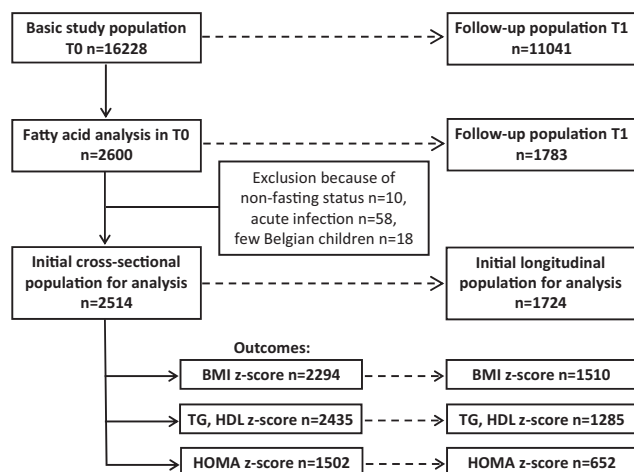 Basic study population
T0 n=16228
Follow-up population T1
n=11041
Fatty acid analysis in T0
n=2600
Follow-up population T1
n=1783
Exclusion because of
non-fasting status n=10,
acute infection n=58,
few Belgian children n=18
Initial cross-sectional
population for analysis
n=2514
Initial longitudinal
population for analysis
n=1724
Outcomes:
BMI z-score n=2294
BMI z-score n=1510
TG, HDL z-score n=2435
TG, HDL z-score n=1285
HOMA z-score n=1502
HOMA z-score n=652